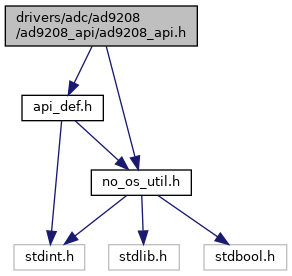 drivers/adc/ad9208
/ad9208_api/ad9208_api.h
api_def.h
no_os_util.h
stdint.h
stdlib.h
stdbool.h